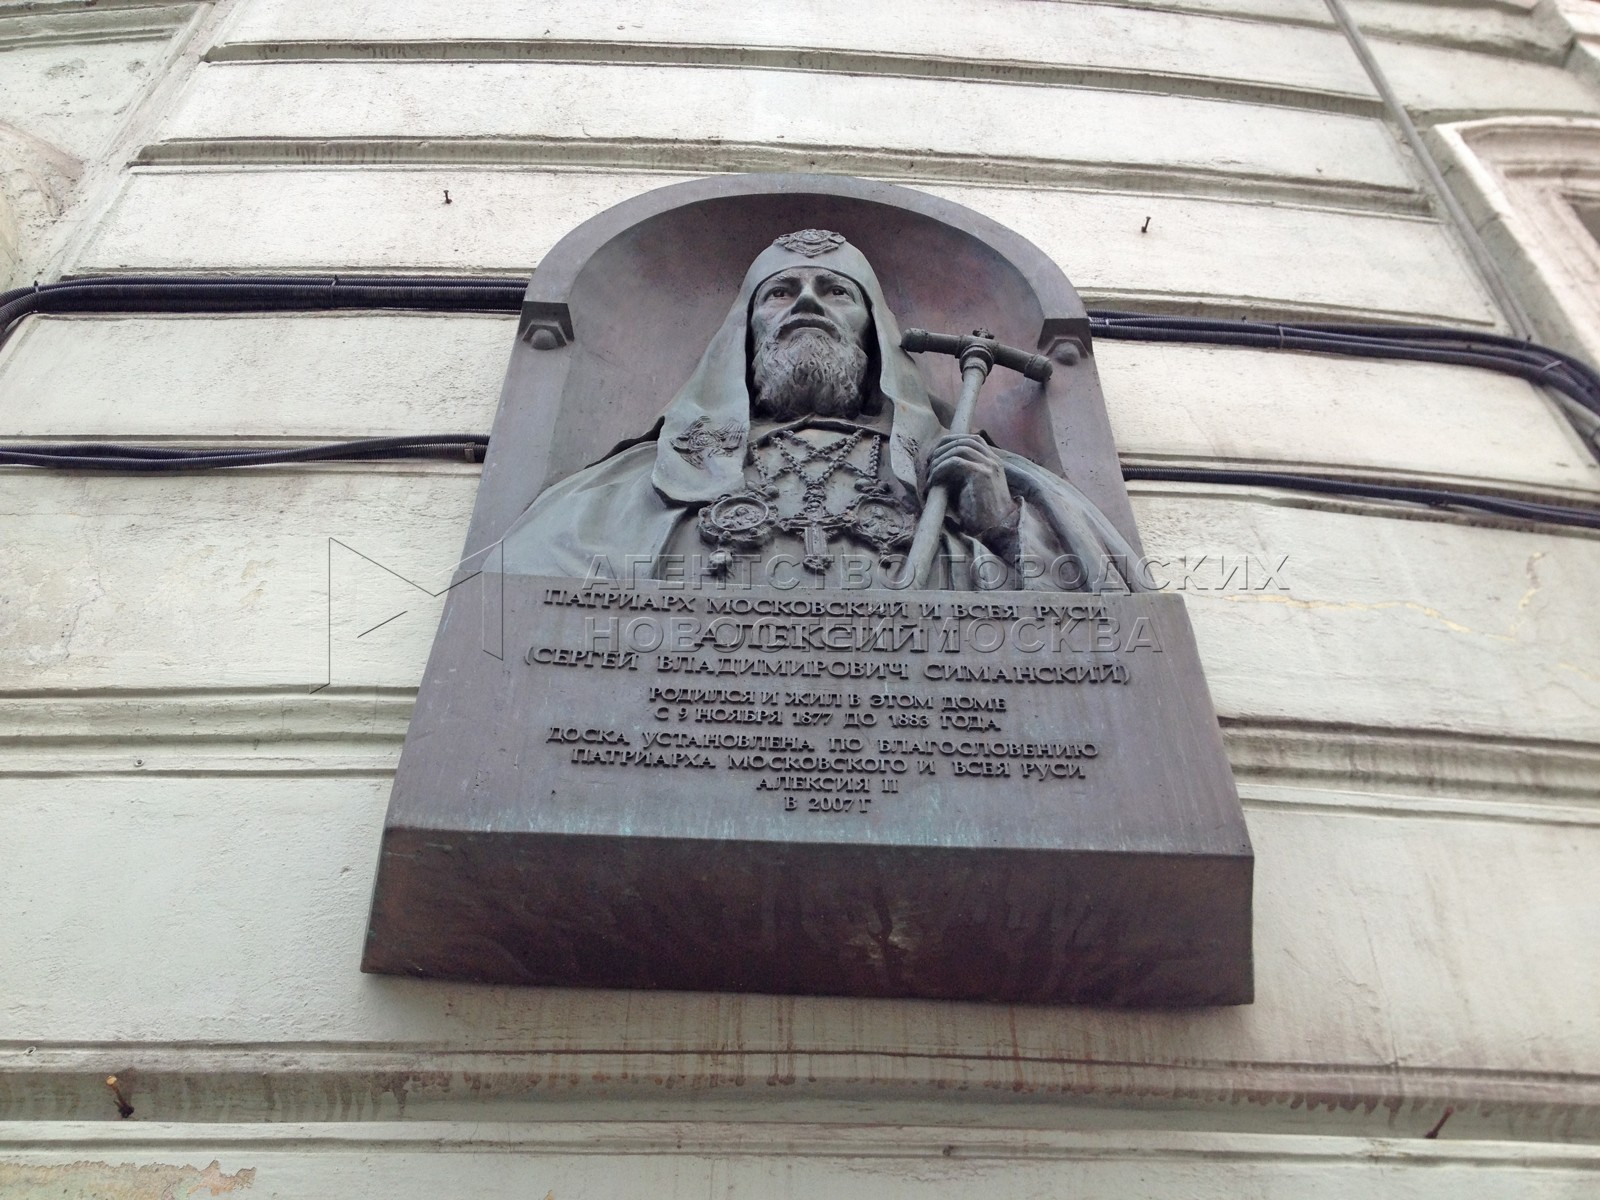 ПАТРИАРХ МОСКОВСКИЙ И ВСЕЯ РУСИ
АЛЕКСИЙ I
(СЕРГЕЙ ВЛАДИМИРОВИЧ СИМАНСКИЙ)
РОДИЛСЯ И ЖИЛ В ЭТОМ ДОМЕ
С 9 НОЯБРЯ 1877 ДО 1883 ГОДА
ДОСКА УСТАНОВЛЕНА ПО БЛАГОСЛОВЕНИЮ
ПАТРИАРХА МОСКОВСКОГО И ВСЕЯ РУСИ
АЛЕКСИЯ II
В 2007 Г
АГЕНТСТВО ГОРОДСКИХ
НОВОСТЕЙ МОСКВА